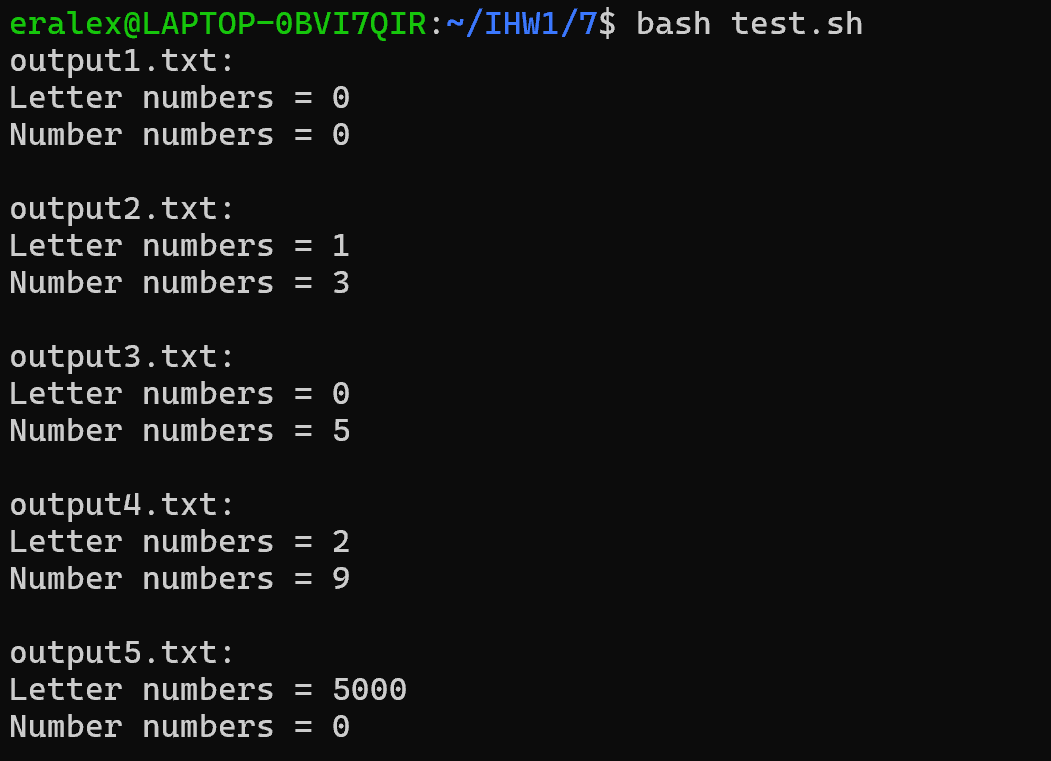 eralex@LAPTOP-0BVI7QIR:~/IHW1/7$ bash test.sh
output1.txt:
Letter numbers = 0
Number numbers = 0
output2.txt:
Letter numbers = 1
Number numbers = 3
output3.txt:
Letter numbers = 0
Number numbers = 5
output4.txt:
Letter numbers = 2
Number numbers = 9
output5.txt:
Letter numbers = 5000
Number numbers = 0